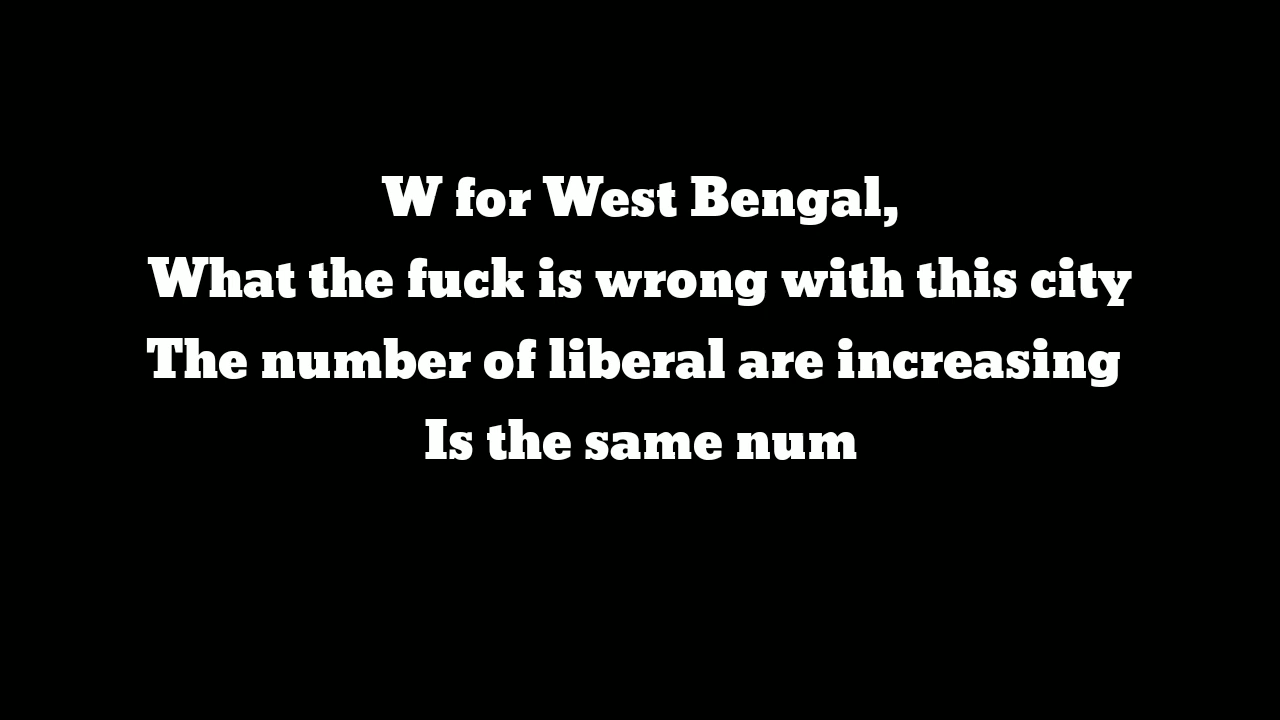 W for West Bengal,
What the fuck is wrong with this city
The number of liberal are increasing
Is the same num